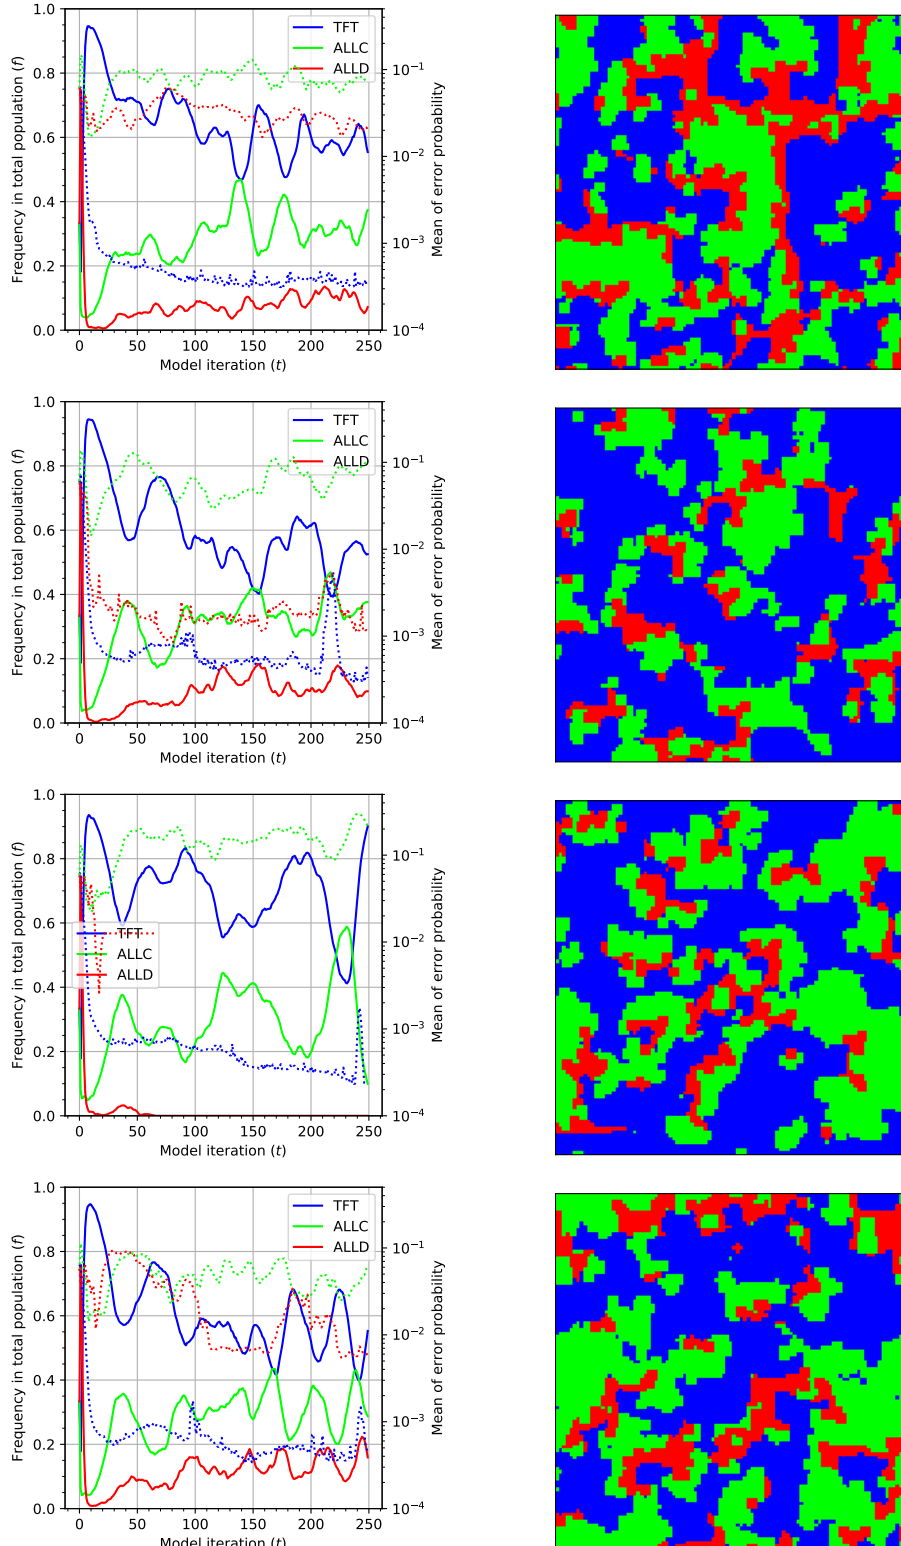 1.0
0.8
0.6
0.4
0.2
0.0
Frequency in total population (f)
TFT
ALLC
ALLD
10⁻¹
10⁻²
10⁻³
10⁻⁴
Mean of error probability
0 50 100 150 200 250
Model iteration (t)
1.0
0.8
0.6
0.4
0.2
0.0
Frequency in total population (f)
TFT
ALLC
ALLD
10⁻¹
10⁻²
10⁻³
10⁻⁴
Mean of error probability
0 50 100 150 200 250
Model iteration (t)
1.0
0.8
0.6
0.4
0.2
0.0
Frequency in total population (f)
TFT
ALLC
ALLD
10⁻¹
10⁻²
10⁻³
10⁻⁴
Mean of error probability
0 50 100 150 200 250
Model iteration (t)
1.0
0.8
0.6
0.4
0.2
0.0
Frequency in total population (f)
TFT
ALLC
ALLD
10⁻¹
10⁻²
10⁻³
10⁻⁴
Mean of error probability
0 50 100 150 200 250
Model iteration (t)